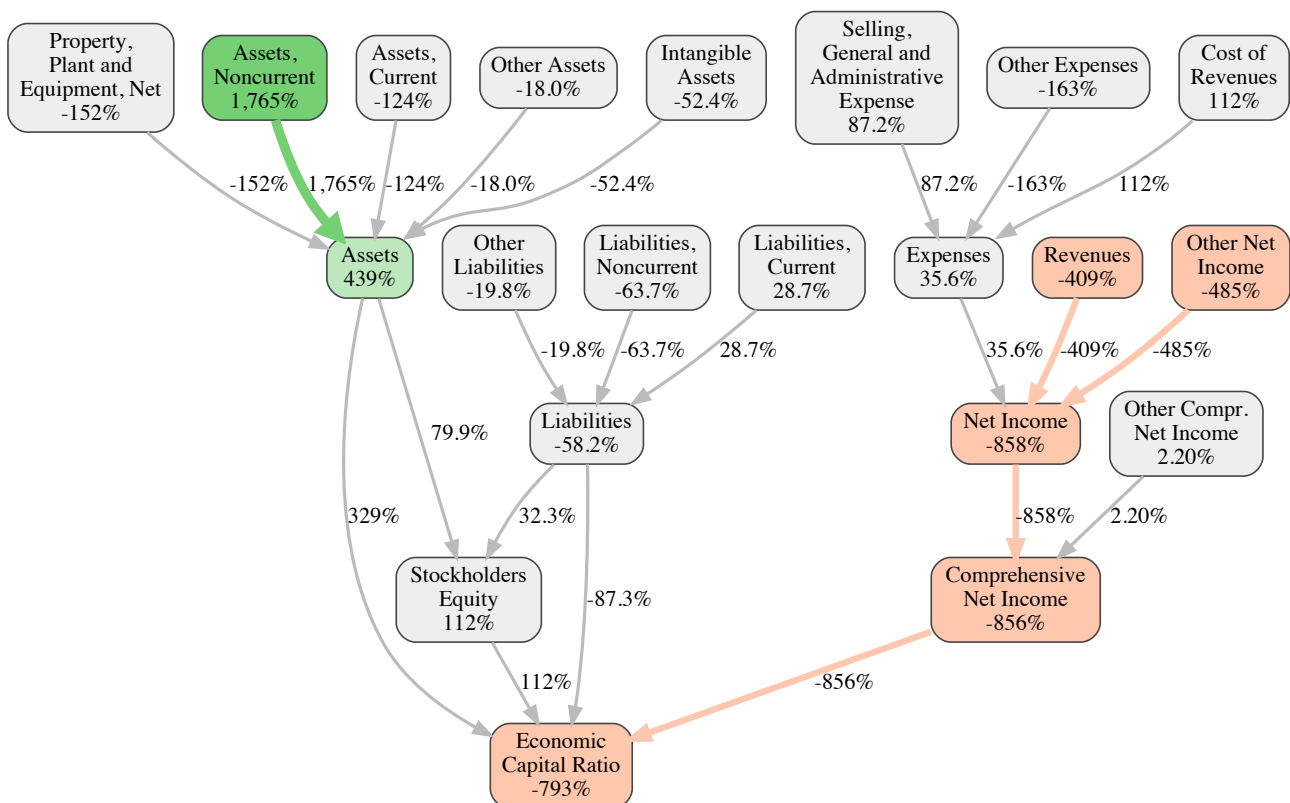 Property,
Plant and
Equipment, Net
-152%
Assets,
Noncurrent
1,765%
Assets,
Current
-124%
Other Assets
-18.0%
Intangible
Assets
-52.4%
Selling,
General and
Administrative
Expense
87.2%
Other Expenses
-163%
Cost of
Revenues
112%
-152%
1,765%
-124%
-18.0%
-52.4%
87.2%
-163%
112%
Assets
439%
Other
Liabilities
-19.8%
Liabilities,
Noncurrent
-63.7%
Liabilities,
Current
28.7%
Expenses
35.6%
Revenues
-409%
Other Net
Income
-485%
-19.8%
-63.7%
28.7%
35.6%
-409%
-485%
Liabilities
-58.2%
Net Income
-858%
Other Compr.
Net Income
2.20%
79.9%
329%
32.3%
-858%
2.20%
Stockholders
Equity
112%
-87.3%
Comprehensive
Net Income
-856%
112%
-856%
Economic
Capital Ratio
-793%